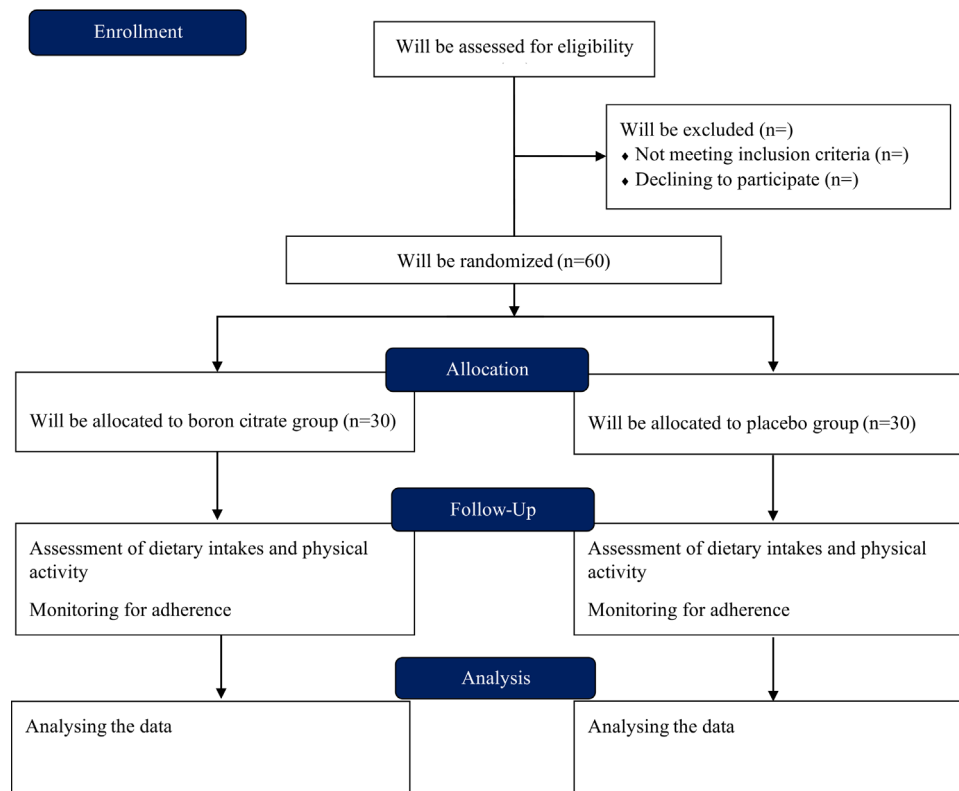 Enrollment
Will be assessed for eligibility
Will be excluded (n=)
♦ Not meeting inclusion criteria (n=)
♦ Declining to participate (n=)
Will be randomized (n=60)
Allocation
Will be allocated to boron citrate group (n=30)
Will be allocated to placebo group (n=30)
Follow-Up
Assessment of dietary intakes and physical
activity
Monitoring for adherence
Assessment of dietary intakes and physical
activity
Monitoring for adherence
Analysis
Analysing the data
Analysing the data